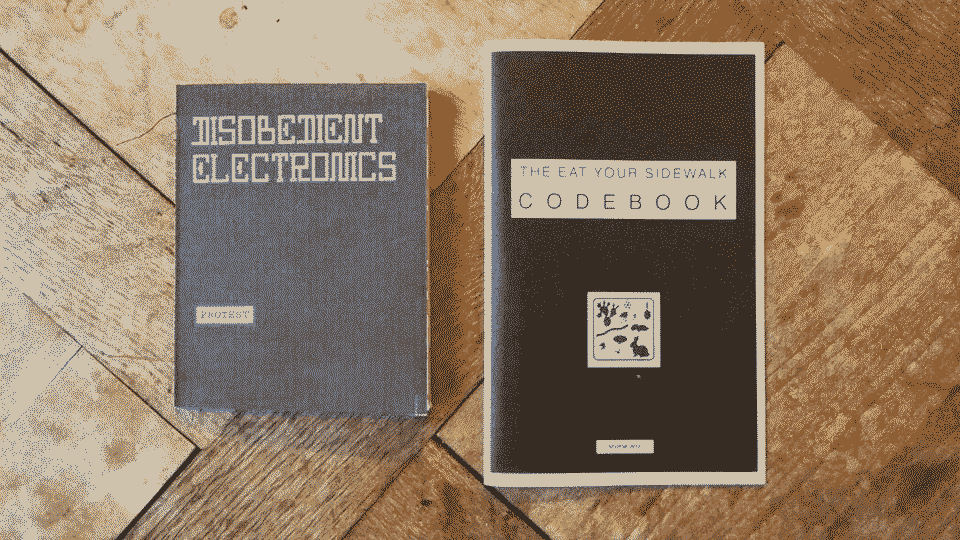 DISOBEDIENT
ELECTRONICS
PROTEST
THE EAT YOUR SIDEWALK
CODEBOOK